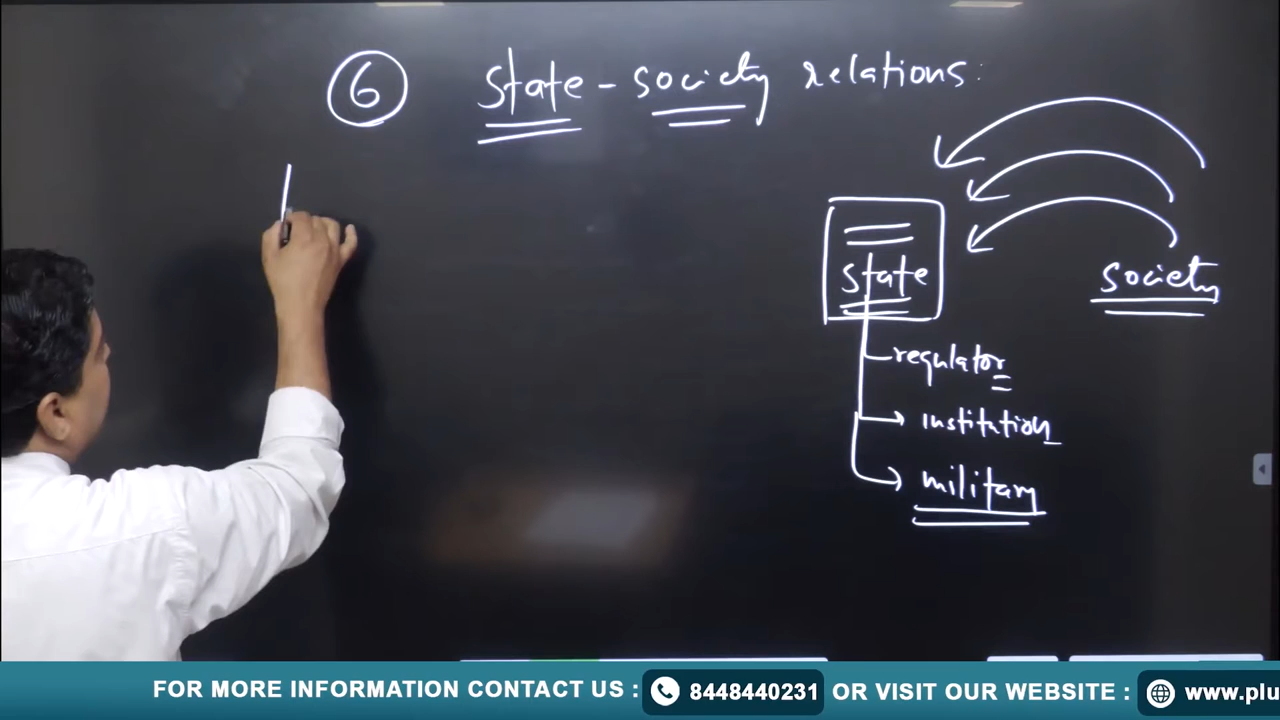 6 State - society relations:
state
society
regulator
institution
military
FOR MORE INFORMATION CONTACT US : 8448440231 OR VISIT OUR WEBSITE : www.plu